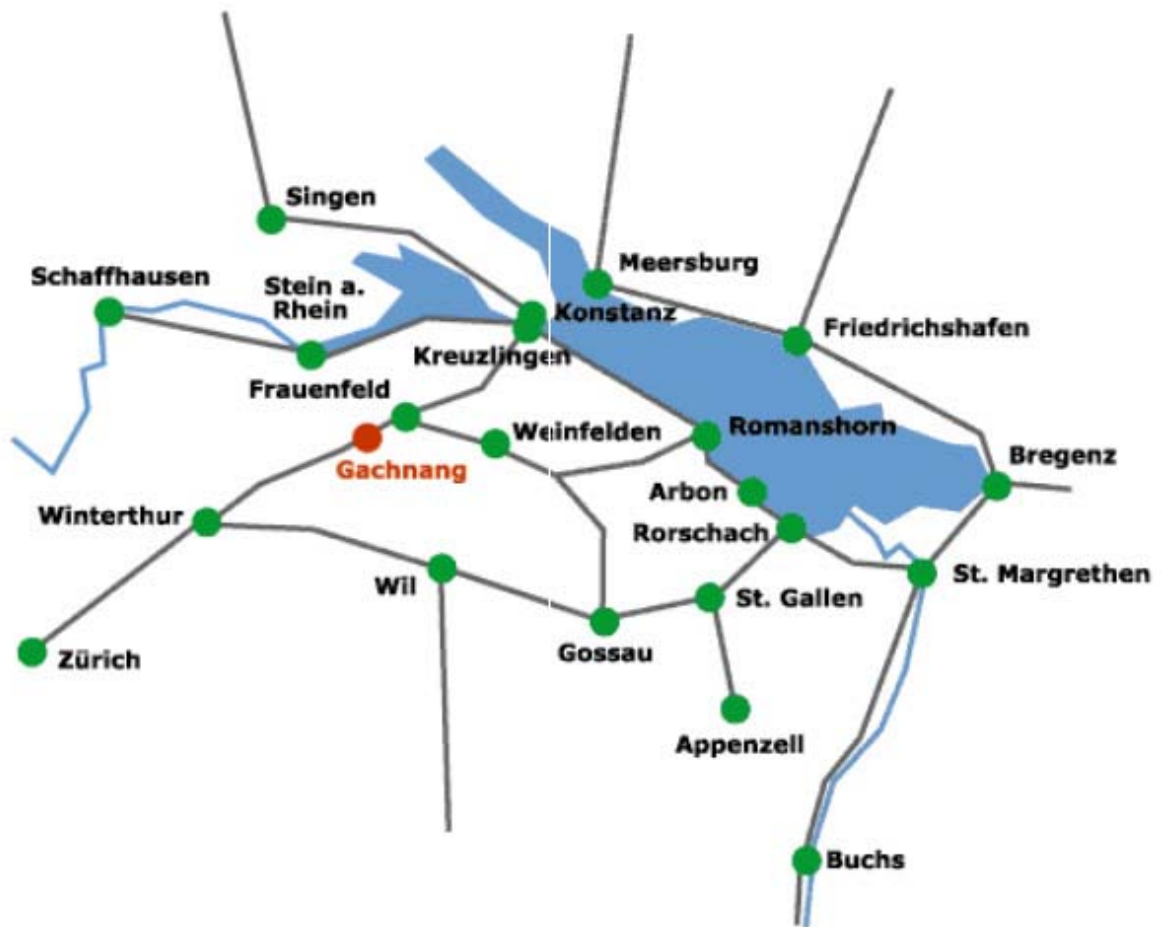 Singen
Meersburg
Schaffhausen
Stein a.
Rhein
Konstanz
Friedrichshafen
Kreuzlingen
Frauenfeld
Weinfelden
Romanshorn
Gachnang
Bregenz
Arbon
Winterthur
Rorschach
St. Margrethen
Wil
St. Gallen
Gossau
Zürich
Appenzell
Buchs